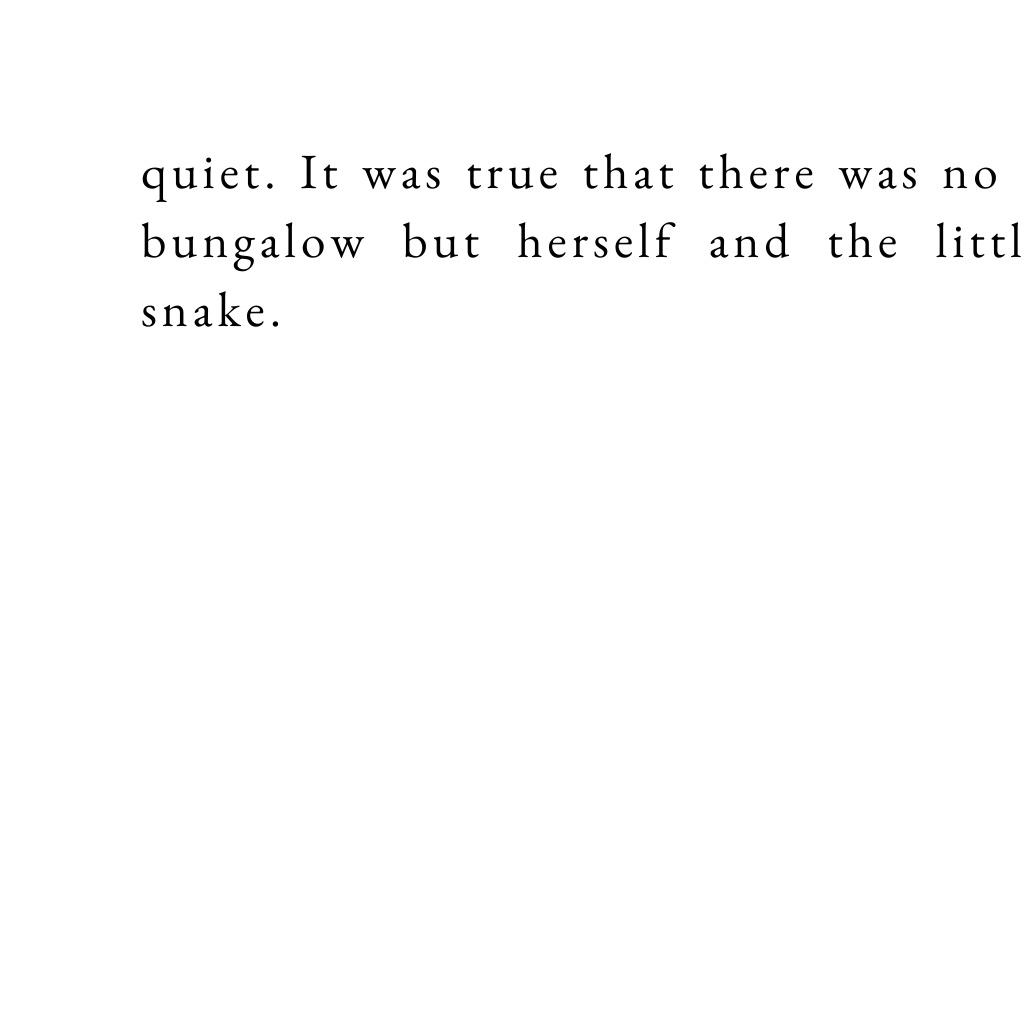 quiet. It was true that there was no
bungalow but herself and the littl
snake.